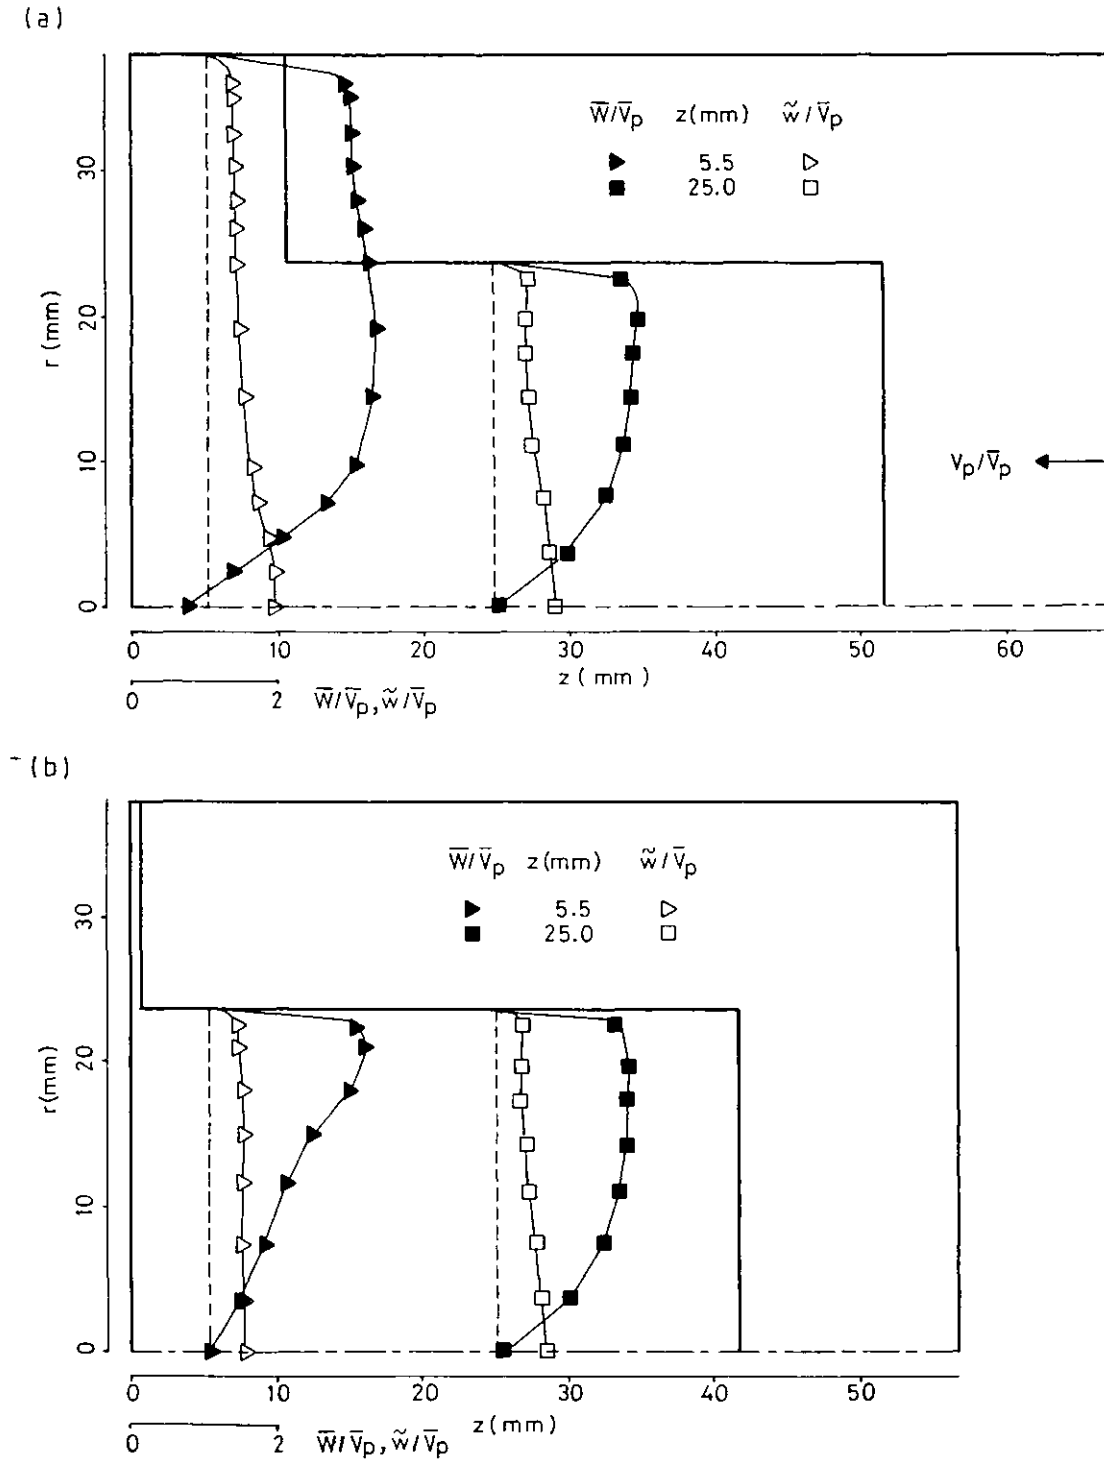 (a)
W̅/V̅p z(mm) w̃/V̅p
5.5
25.0
30
20
10
0
r (mm)
Vp/V̅p
0 10 20 30 40 50 60
z (mm)
0 2 W̅/V̅p, w̃/V̅p
(b)
W̅/V̅p z(mm) w̃/V̅p
5.5
25.0
30
20
10
0
r(mm)
0 10 20 30 40 50
z(mm)
0 2 W̅/V̅p, w̃/V̅p